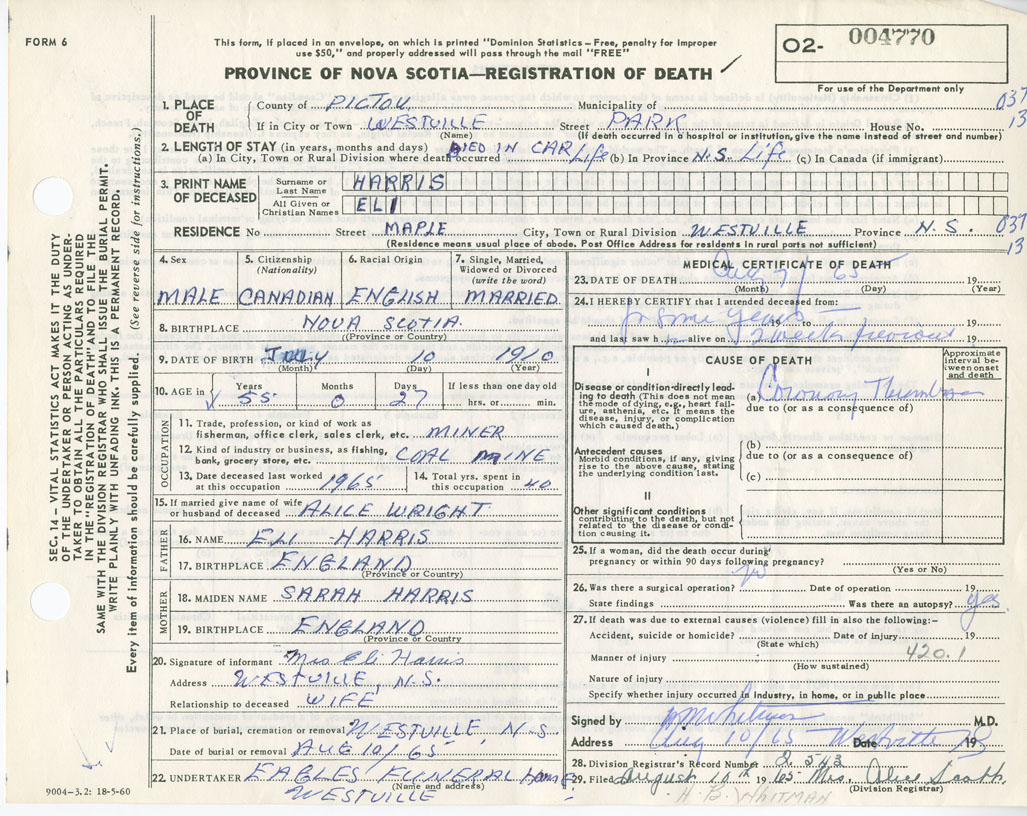 FORM 6
This form, if placed in an envelope, on which is printed "Dominion Statistics – Free, penalty for improper
use $50," and properly addressed will pass through the mail "FREE"
02- 004770
For use of the Department only
PROVINCE OF NOVA SCOTIA—REGISTRATION OF DEATH ✓
037
13
1. PLACE OF DEATH
County of PICTOU Municipality of
If in City or Town WESTVILLE Street PARK House No.
(Name) (If death occurred in a hospital or institution, give the name instead of street and number)
2. LENGTH OF STAY (in years, months and days) DIED IN CAR
(a) In City, Town or Rural Division where death occurred Life (b) In Province N.S. Life (c) In Canada (if immigrant)
3. PRINT NAME OF DECEASED
Surname or Last Name HARRIS
All Given or Christian Names ELI
RESIDENCE No Street MAPLE City, Town or Rural Division WESTVILLE Province N.S. 037
(Residence means usual place of abode. Post Office Address for residents in rural parts not sufficient) 13
4. Sex MALE
5. Citizenship (Nationality) CANADIAN
6. Racial Origin ENGLISH
7. Single, Married, Widowed or Divorced (write the word) MARRIED
8. BIRTHPLACE NOVA SCOTIA.
(Province or Country)
9. DATE OF BIRTH JULY 10 1910
(Month) (Day) (Year)
10. AGE in Years Months Days If less than one day old
✓ 55 0 27 hrs. or min.
OCCUPATION
11. Trade, profession, or kind of work as
fisherman, office clerk, sales clerk, etc. MINER
12. Kind of industry or business, as fishing,
bank, grocery store, etc. COAL MINE
13. Date deceased last worked
at this occupation 1965
14. Total yrs. spent in
this occupation 40
15. If married give name of wife
or husband of deceased ALICE WRIGHT
FATHER
16. NAME ELI HARRIS
17. BIRTHPLACE ENGLAND
(Province or Country)
MOTHER
18. MAIDEN NAME SARAH HARRIS
19. BIRTHPLACE ENGLAND
(Province or Country
20. Signature of informant Mrs Eli Harris
Address WESTVILLE, N.S.
Relationship to deceased WIFE
21. Place of burial, cremation or removal WESTVILLE, N.S.
Date of burial or removal AUG 10/65
22. UNDERTAKER EAGLES FUNERAL HOME
(Name and address)
WESTVILLE
9004–3.2: 18-5-60
MEDICAL CERTIFICATE OF DEATH
23. DATE OF DEATH Aug 7/65 19
(Month) (Day) (Year)
24. I HEREBY CERTIFY that I attended deceased from:
for some years 19 to 19
and last saw h alive on 2 weeks previous 19
CAUSE OF DEATH
Approximate interval between onset and death
I
Disease or condition directly leading to death (This does not mean the mode of dying, e.g., heart failure, asthenia, etc. It means the disease, injury, or complication which caused death.)
(a) Coronary Thrombosis
due to (or as a consequence of)
Antecedent causes
Morbid conditions, if any, giving rise to the above cause, stating the underlying condition last.
(b)
due to (or as a consequence of)
(c)
II
Other significant conditions
contributing to the death, but not related to the disease or condition causing it.
25. If a woman, did the death occur during
pregnancy or within 90 days following pregnancy?
(Yes or No)
26. Was there a surgical operation? no Date of operation 19
State findings Was there an autopsy? yes
27. If death was due to external causes (violence) fill in also the following:–
Accident, suicide or homicide? Date of injury 19
(State which)
Manner of injury 420.1
(How sustained)
Nature of injury
Specify whether injury occurred in industry, in home, or in public place
Signed by M.D.
Address Aug 10/65 Westville NS Date 19
28. Division Registrar's Record Number 2543
29. Filed August 10th 1965 Mrs. Alice
(Division Registrar)
H. B. WHITMAN
SEC. 14 – VITAL STATISTICS ACT MAKES IT THE DUTY
OF THE UNDERTAKER OR PERSON ACTING AS UNDER-
TAKER TO OBTAIN ALL THE PARTICULARS REQUIRED
IN THE "REGISTRATION OF DEATH" AND TO FILE THE
SAME WITH THE DIVISION REGISTRAR WHO SHALL ISSUE THE BURIAL PERMIT.
WRITE PLAINLY WITH UNFADING INK. THIS IS A PERMANENT RECORD.
Every item of information should be carefully supplied. (See reverse side for instructions.)